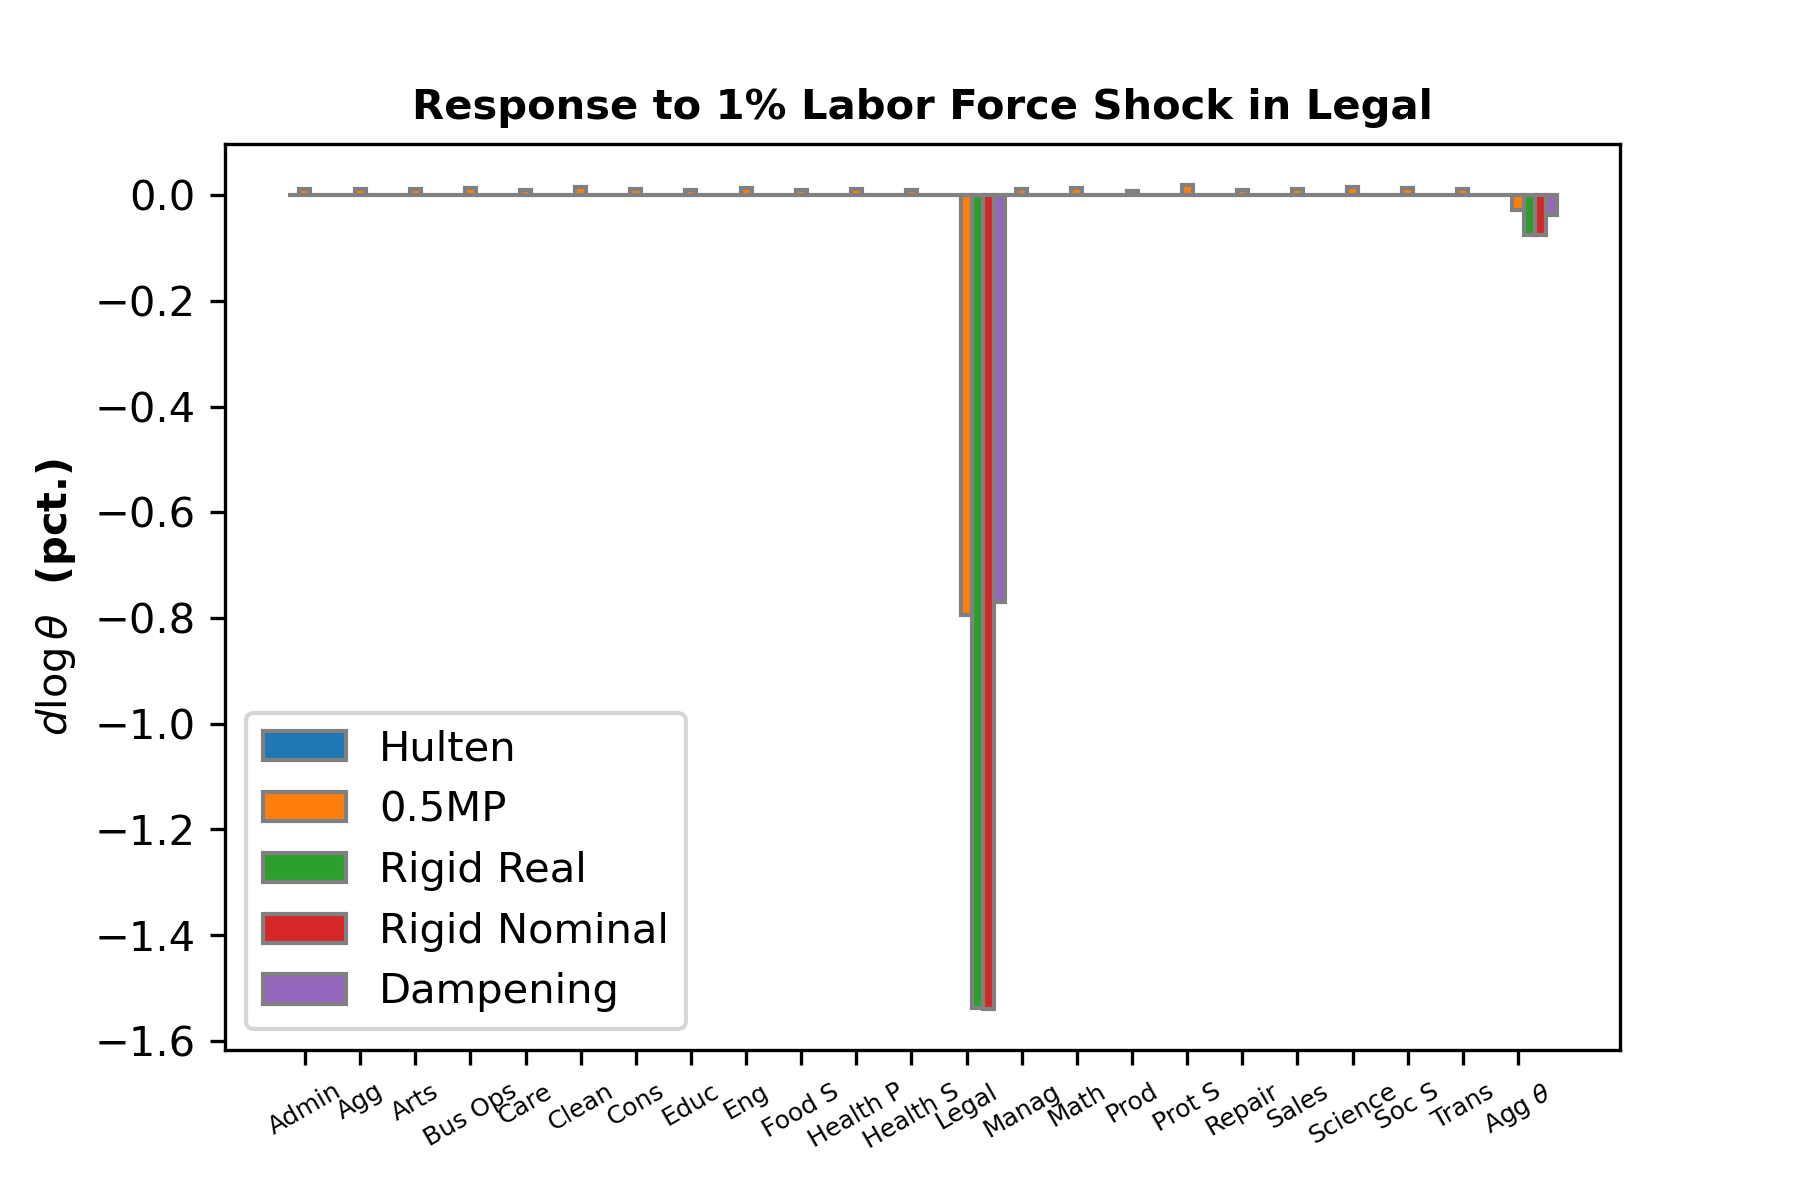 Response to 1% Labor Force Shock in Legal
d log θ (pct.)
0.0
−0.2
−0.4
−0.6
−0.8
−1.0
−1.2
−1.4
−1.6
Hulten
0.5MP
Rigid Real
Rigid Nominal
Dampening
Admin
Agg
Arts
Bus Ops
Care
Clean
Cons
Educ
Eng
Food S
Health P
Health S
Legal
Manag
Math
Prod
Prot S
Repair
Sales
Science
Soc S
Trans
Agg θ